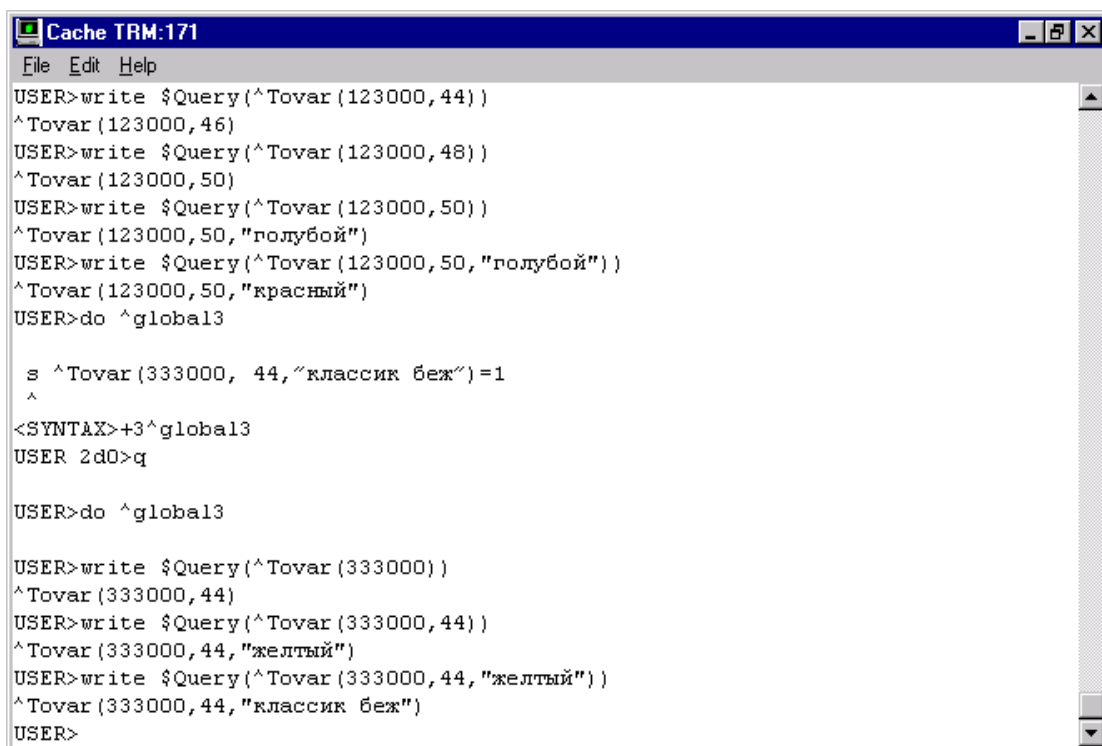 Cache TRM:171
File Edit Help
USER>write $Query(^Tovar(123000,44))
^Tovar(123000,46)
USER>write $Query(^Tovar(123000,48))
^Tovar(123000,50)
USER>write $Query(^Tovar(123000,50))
^Tovar(123000,50,"голубой")
USER>write $Query(^Tovar(123000,50,"голубой"))
^Tovar(123000,50,"красный")
USER>do ^global3
s ^Tovar(333000, 44,″классик беж″)=1
^
<SYNTAX>+3^global3
USER 2d0>q
USER>do ^global3
USER>write $Query(^Tovar(333000))
^Tovar(333000,44)
USER>write $Query(^Tovar(333000,44))
^Tovar(333000,44,"желтый")
USER>write $Query(^Tovar(333000,44,"желтый"))
^Tovar(333000,44,"классик беж")
USER>